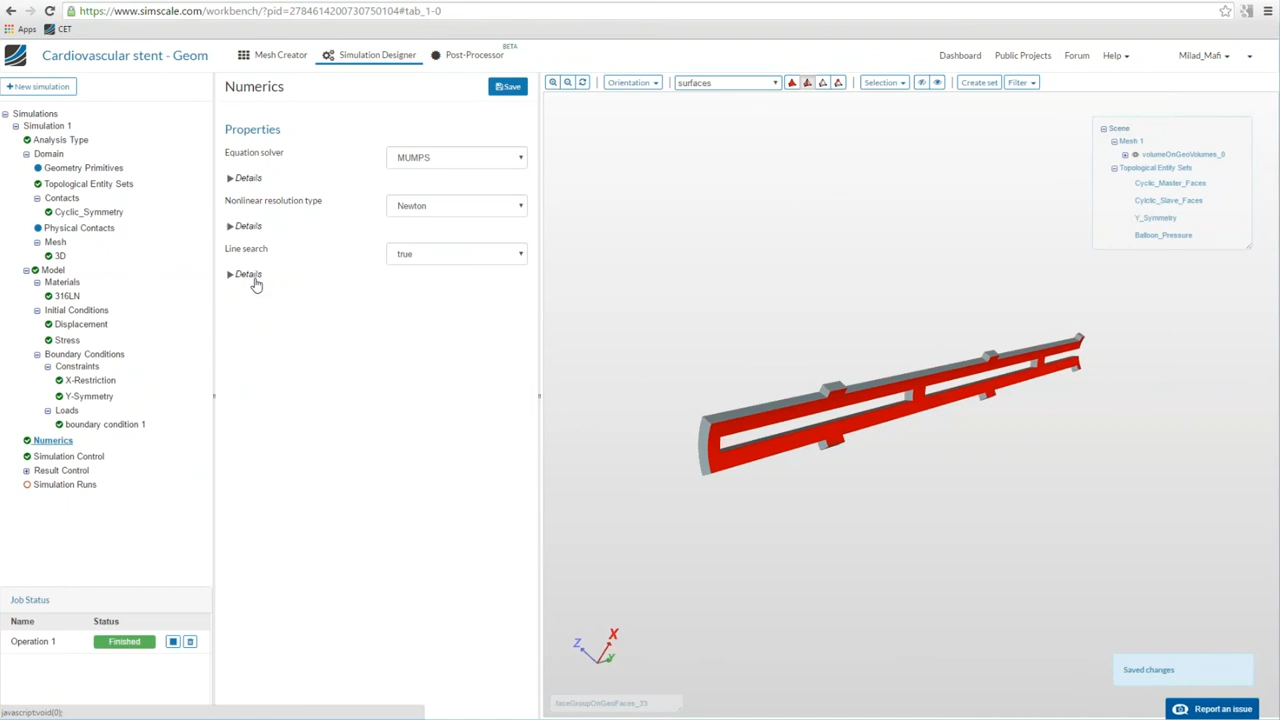 https://www.simscale.com/workbench/?pid=2784614200730750104#tab_1-0
Apps CET
Cardiovascular stent - Geom
Mesh Creator
Simulation Designer
Post-Processor
BETA
Dashboard
Public Projects
Forum
Help
Milad_Mafi
+New simulation
Simulations
Simulation 1
Analysis Type
Domain
Geometry Primitives
Topological Entity Sets
Contacts
Cyclic_Symmetry
Physical Contacts
Mesh
3D
Model
Materials
316LN
Initial Conditions
Displacement
Stress
Boundary Conditions
Constraints
X-Restriction
Y-Symmetry
Loads
boundary condition 1
Numerics
Simulation Control
Result Control
Simulation Runs
Job Status
Name Status
Operation 1 Finished
javascript:void(0);
Numerics
Save
Properties
Equation solver MUMPS
Details
Nonlinear resolution type Newton
Details
Line search true
Details
Orientation
surfaces
Selection
Create set
Filter
Scene
Mesh 1
volumeOnGeoVolumes_0
Topological Entity Sets
Cyclic_Master_Faces
Cylclic_Slave_Faces
Y_Symmetry
Balloon_Pressure
X
Z
Y
faceGroupOnGeoFaces_33
Saved changes
Report an issue